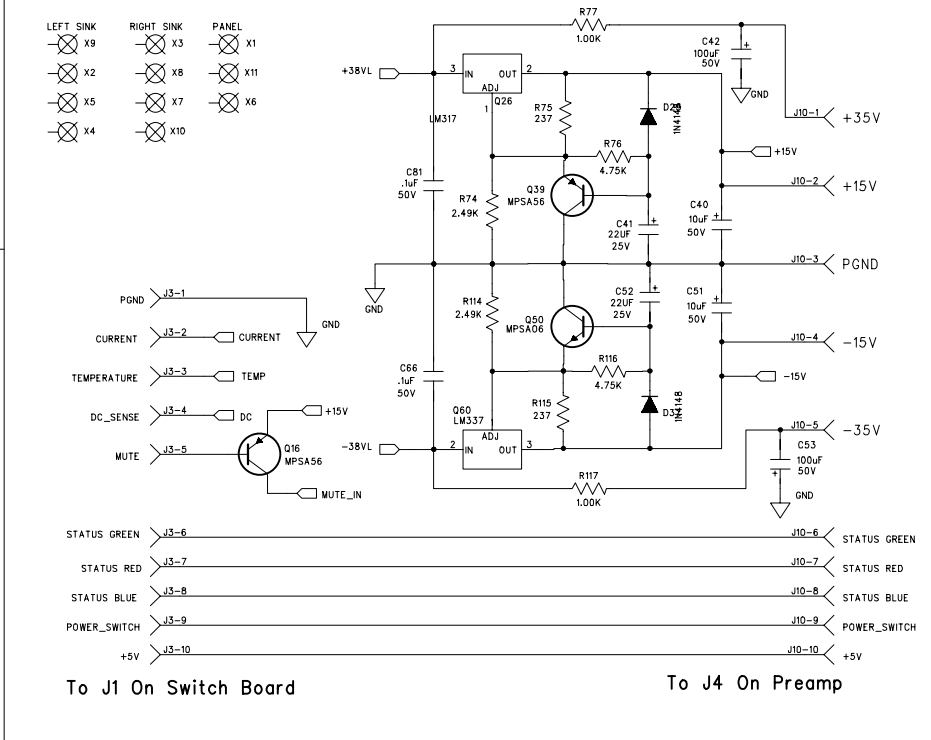 LEFT SINK RIGHT SINK PANEL
X9 X3 X1
X2 X8 X11
X5 X7 X6
X4 X10
R77
1.00K
C42
100uF
50V
+
GND
+38VL
3 IN OUT 2
ADJ
1
Q26
LM317
R75
237
1N4148
J10-1 +35V
+15V
R76
4.75K
C81
.1uF
50V
Q39
MPSA56
R74
2.49K
J10-2 +15V
C41
22UF
25V
+
C40
10uF
50V
+
J10-3 PGND
GND
PGND J3-1
GND
R114
2.49K
C52
22UF
25V
+
C51
10uF
50V
+
Q50
MPSA06
CURRENT J3-2 CURRENT
J10-4 -15V
R116
4.75K
C66
.1uF
50V
-15V
TEMPERATURE J3-3 TEMP
R115
237
1N4148
DC_SENSE J3-4 DC
+15V
Q60
LM337
ADJ
1
-38VL
2 IN OUT 3
J10-5 -35V
MUTE J3-5
Q16
MPSA56
C53
100uF
50V
+
GND
R117
1.00K
MUTE_IN
STATUS GREEN J3-6 J10-6 STATUS GREEN
STATUS RED J3-7 J10-7 STATUS RED
STATUS BLUE J3-8 J10-8 STATUS BLUE
POWER_SWITCH J3-9 J10-9 POWER_SWITCH
+5V J3-10 J10-10 +5V
To J1 On Switch Board
To J4 On Preamp